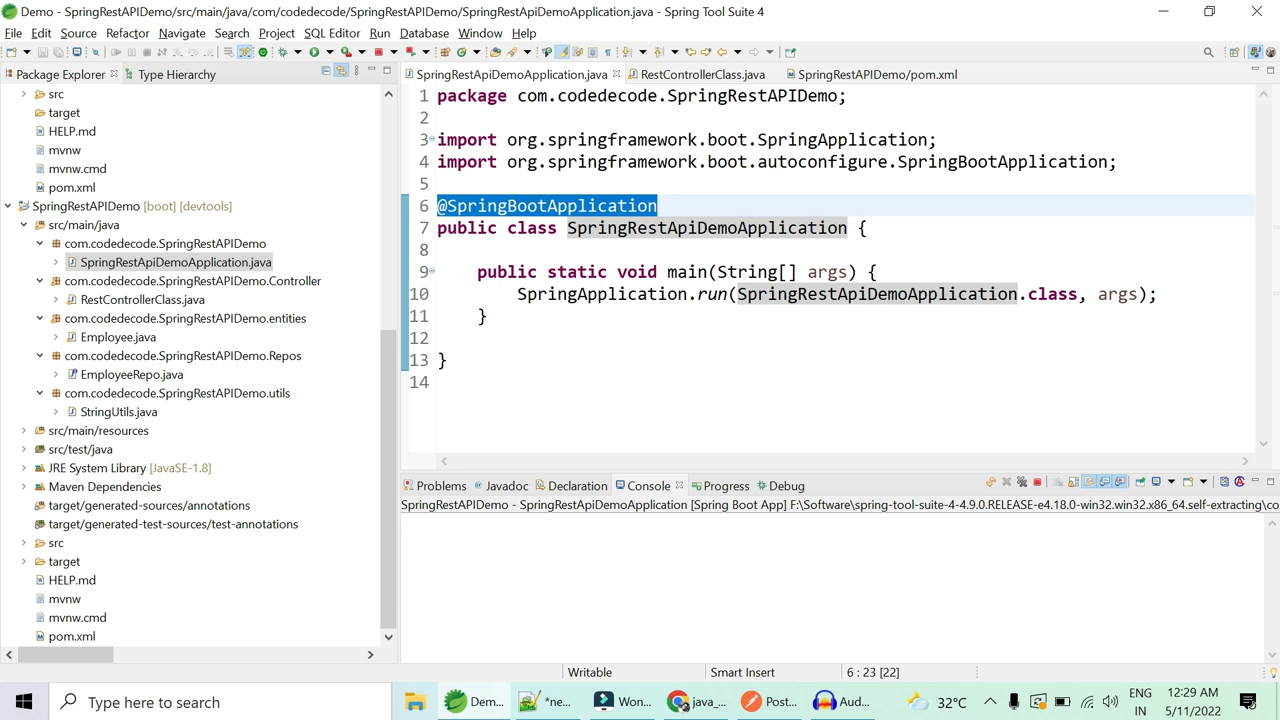 Demo - SpringRestAPIDemo/src/main/java/com/codedecode/SpringRestAPIDemo/SpringRestApiDemoApplication.java - Spring Tool Suite 4
File Edit Source Refactor Navigate Search Project SQL Editor Run Database Window Help
Package Explorer Type Hierarchy
src
target
HELP.md
mvnw
mvnw.cmd
pom.xml
SpringRestAPIDemo [boot] [devtools]
src/main/java
com.codedecode.SpringRestAPIDemo
SpringRestApiDemoApplication.java
com.codedecode.SpringRestAPIDemo.Controller
RestControllerClass.java
com.codedecode.SpringRestAPIDemo.entities
Employee.java
com.codedecode.SpringRestAPIDemo.Repos
EmployeeRepo.java
com.codedecode.SpringRestAPIDemo.utils
StringUtils.java
src/main/resources
src/test/java
JRE System Library [JavaSE-1.8]
Maven Dependencies
target/generated-sources/annotations
target/generated-test-sources/test-annotations
src
target
HELP.md
mvnw
mvnw.cmd
pom.xml
SpringRestApiDemoApplication.java RestControllerClass.java SpringRestAPIDemo/pom.xml
1 package com.codedecode.SpringRestAPIDemo;
2
3 import org.springframework.boot.SpringApplication;
4 import org.springframework.boot.autoconfigure.SpringBootApplication;
5
6 @SpringBootApplication
7 public class SpringRestApiDemoApplication {
8
9 public static void main(String[] args) {
10 SpringApplication.run(SpringRestApiDemoApplication.class, args);
11 }
12
13 }
14
Problems Javadoc Declaration Console Progress Debug
SpringRestAPIDemo - SpringRestApiDemoApplication [Spring Boot App] F:\Software\spring-tool-suite-4-4.9.0.RELEASE-e4.18.0-win32.win32.x86_64.self-extracting\co
Writable Smart Insert 6 : 23 [22]
Type here to search
Dem... *ne... Won... java_... Post... Aud...
32°C
ENG
IN
12:29 AM
5/11/2022